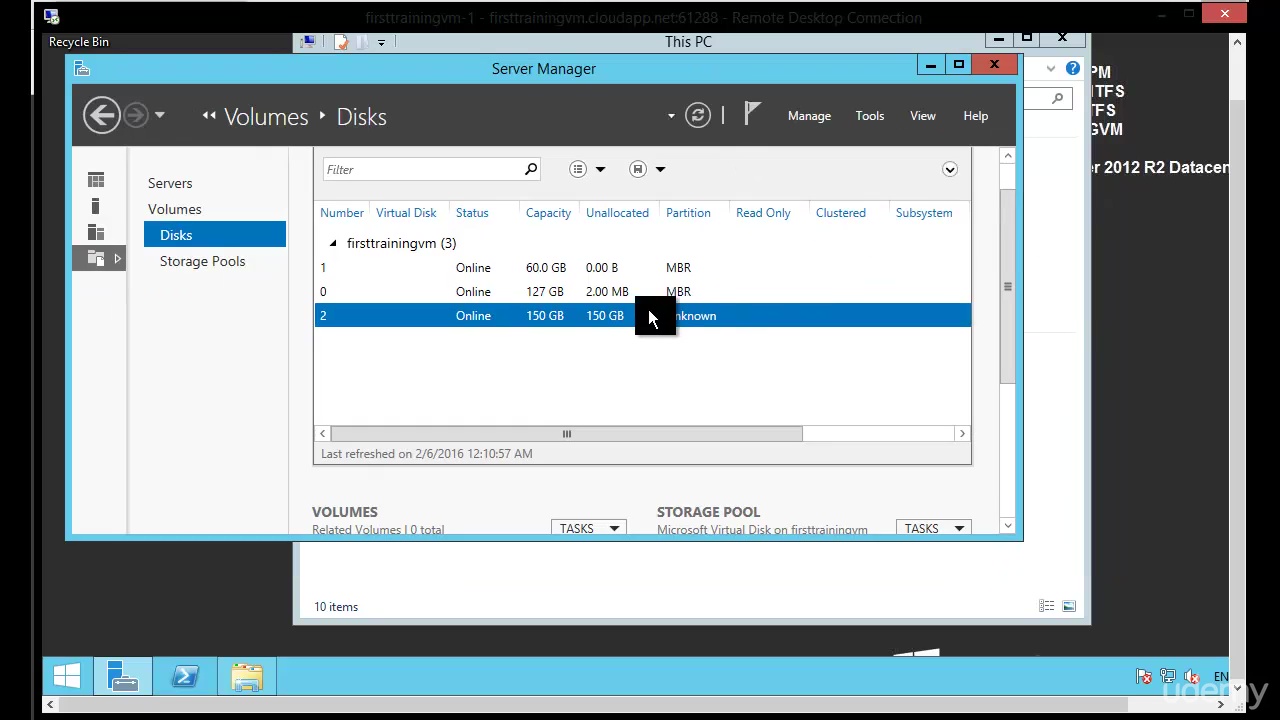 firsttrainingvm-1 - firsttrainingvm.cloudapp.net:61288 - Remote Desktop Connection
Recycle Bin
This PC
Server Manager
Volumes Disks
Manage Tools View Help
PM
TFS
TFS
GVM
er 2012 R2 Datacen
Servers
Volumes
Disks
Storage Pools
Filter
Number Virtual Disk Status Capacity Unallocated Partition Read Only Clustered Subsystem
firsttrainingvm (3)
1 Online 60.0 GB 0.00 B MBR
0 Online 127 GB 2.00 MB MBR
2 Online 150 GB 150 GB nknown
Last refreshed on 2/6/2016 12:10:57 AM
VOLUMES
Related Volumes | 0 total
TASKS
STORAGE POOL
Microsoft Virtual Disk on firsttrainingvm
TASKS
10 items
EN
udemy